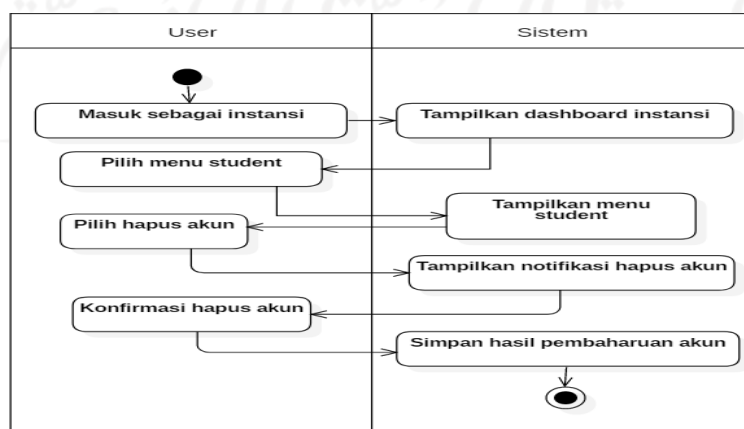 User
Sistem
Masuk sebagai instansi
Tampilkan dashboard instansi
Pilih menu student
Tampilkan menu
student
Pilih hapus akun
Tampilkan notifikasi hapus akun
Konfirmasi hapus akun
Simpan hasil pembaharuan akun